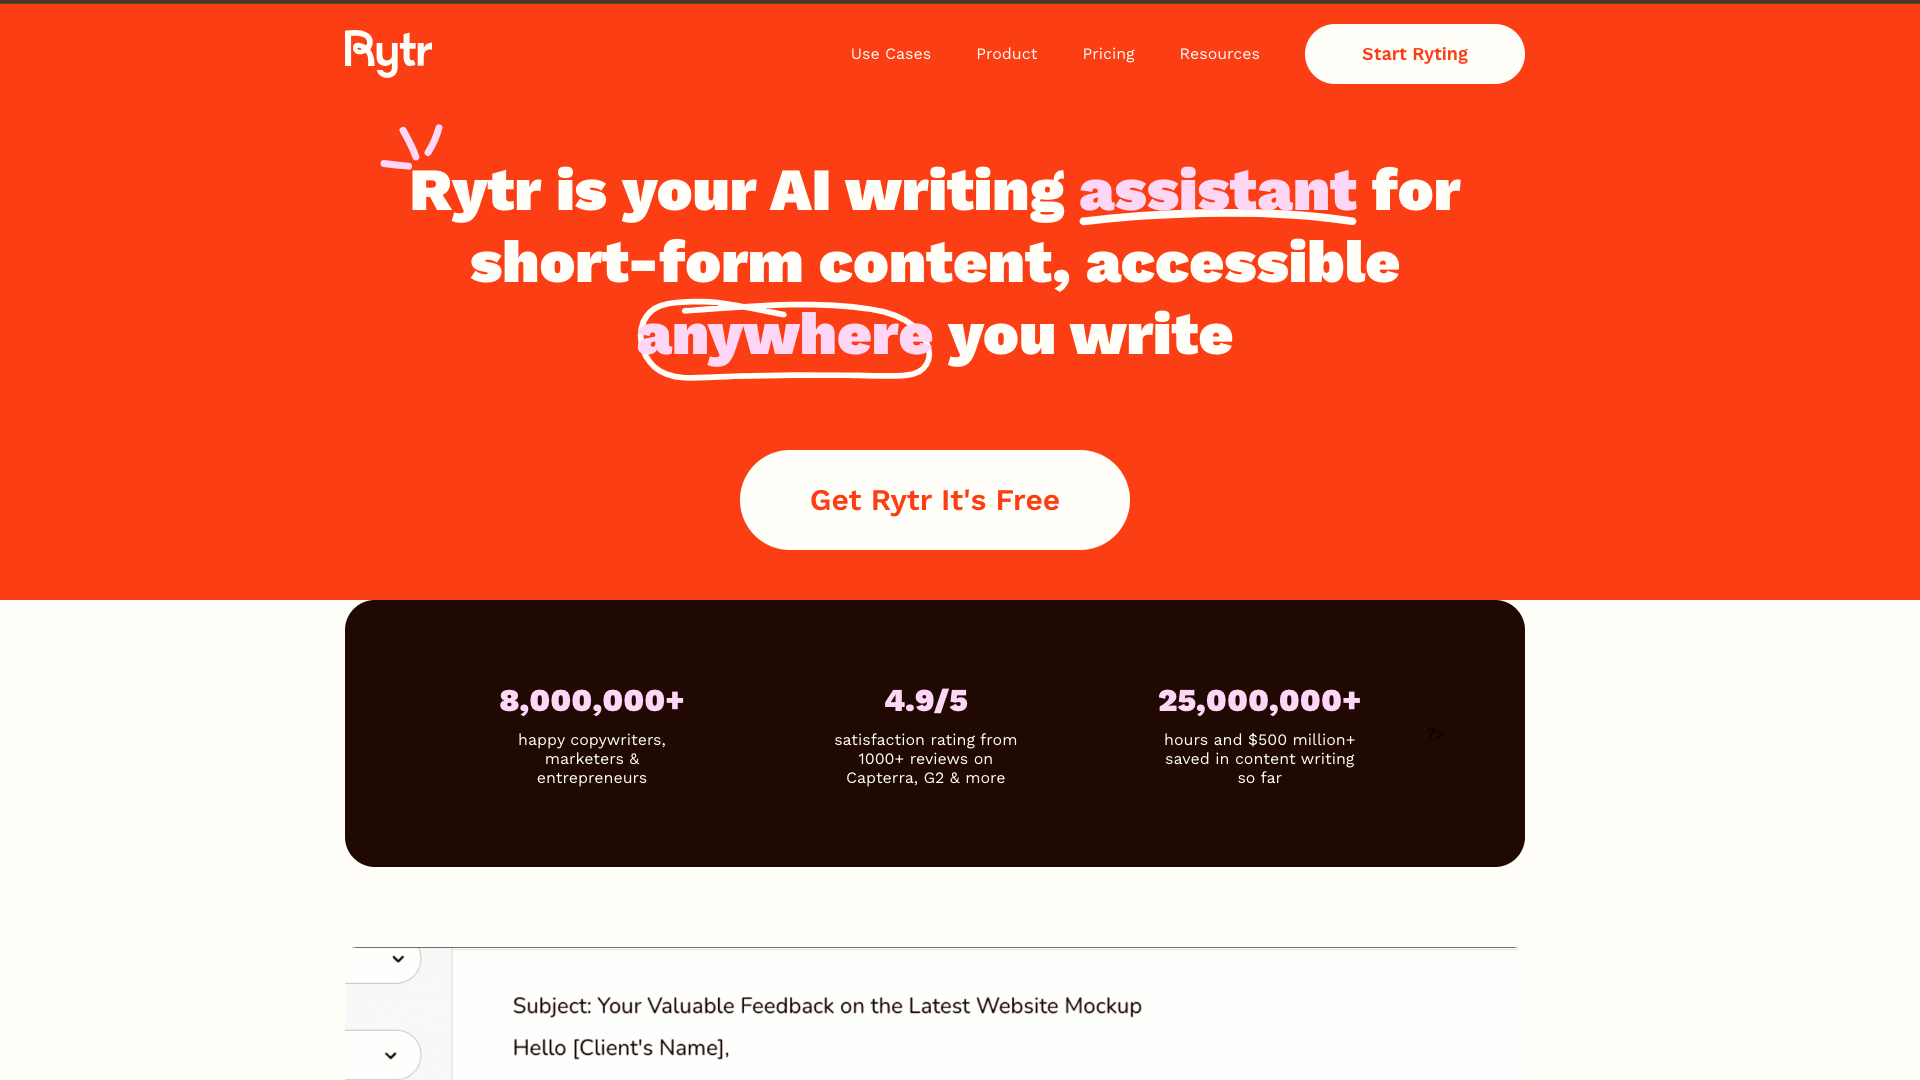 Rytr
Use Cases
Product
Pricing
Resources
Start Ryting
Rytr is your AI writing assistant for
short-form content, accessible
anywhere you write
Get Rytr It's Free
8,000,000+
happy copywriters,
marketers &
entrepreneurs
4.9/5
satisfaction rating from
1000+ reviews on
Capterra, G2 & more
25,000,000+
hours and $500 million+
saved in content writing
so far
?>
Subject: Your Valuable Feedback on the Latest Website Mockup
Hello [Client's Name],